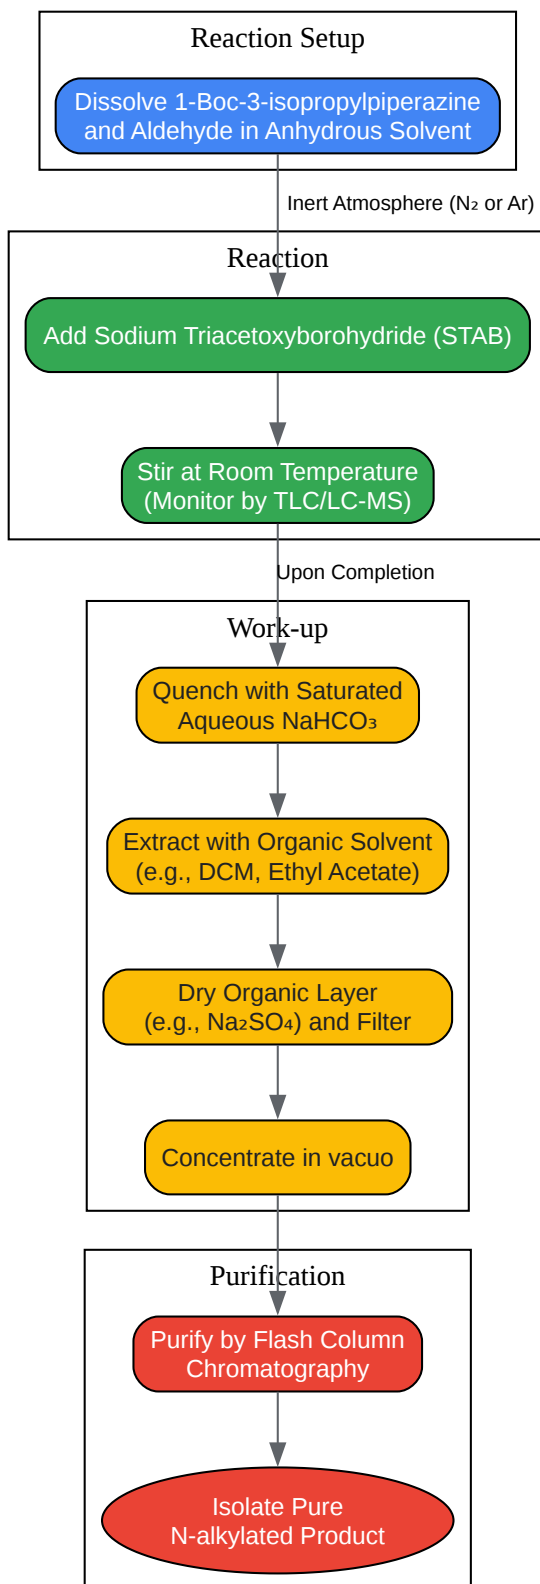 Reaction Setup
Dissolve 1-Boc-3-isopropylpiperazine
and Aldehyde in Anhydrous Solvent
Inert Atmosphere (N₂ or Ar)
Reaction
Add Sodium Triacetoxyborohydride (STAB)
Stir at Room Temperature
(Monitor by TLC/LC-MS)
Upon Completion
Work-up
Quench with Saturated
Aqueous NaHCO₃
Extract with Organic Solvent
(e.g., DCM, Ethyl Acetate)
Dry Organic Layer
(e.g., Na₂SO₄) and Filter
Concentrate in vacuo
Purification
Purify by Flash Column
Chromatography
Isolate Pure
N-alkylated Product